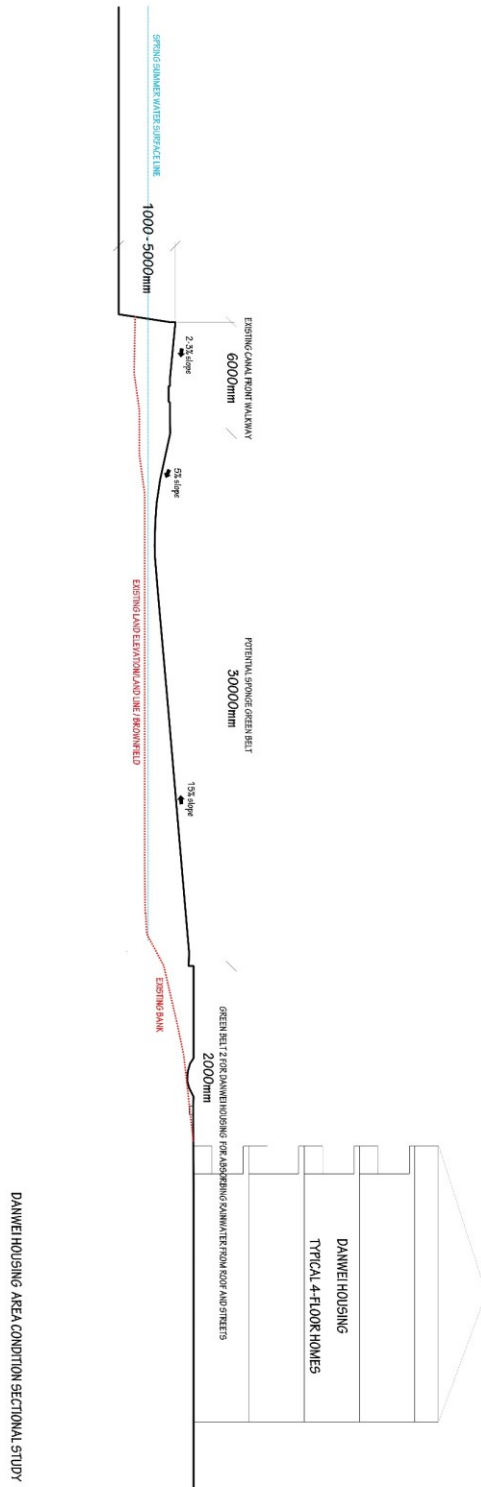 SPRING SUMMER WATER SURFACE LINE
1000 - 5000mm
EXISTING CANAL FRONT WALKWAY
6000mm
2-3% slope
5% slope
POTENTIAL SPONGE GREEN BELT
30000mm
EXISTING LAND ELEVATION/LAND LINE / BROWNFIELD
15% slope
EXISTING BANK
GREEN BELT 2 FOR DANWEI HOUSING FOR ABSORBING RAINWATER FROM ROOF AND STREETS
2000mm
DANWEI HOUSING
TYPICAL 4-FLOOR HOMES
DANWEI HOUSING AREA CONDITION SECTIONAL STUDY